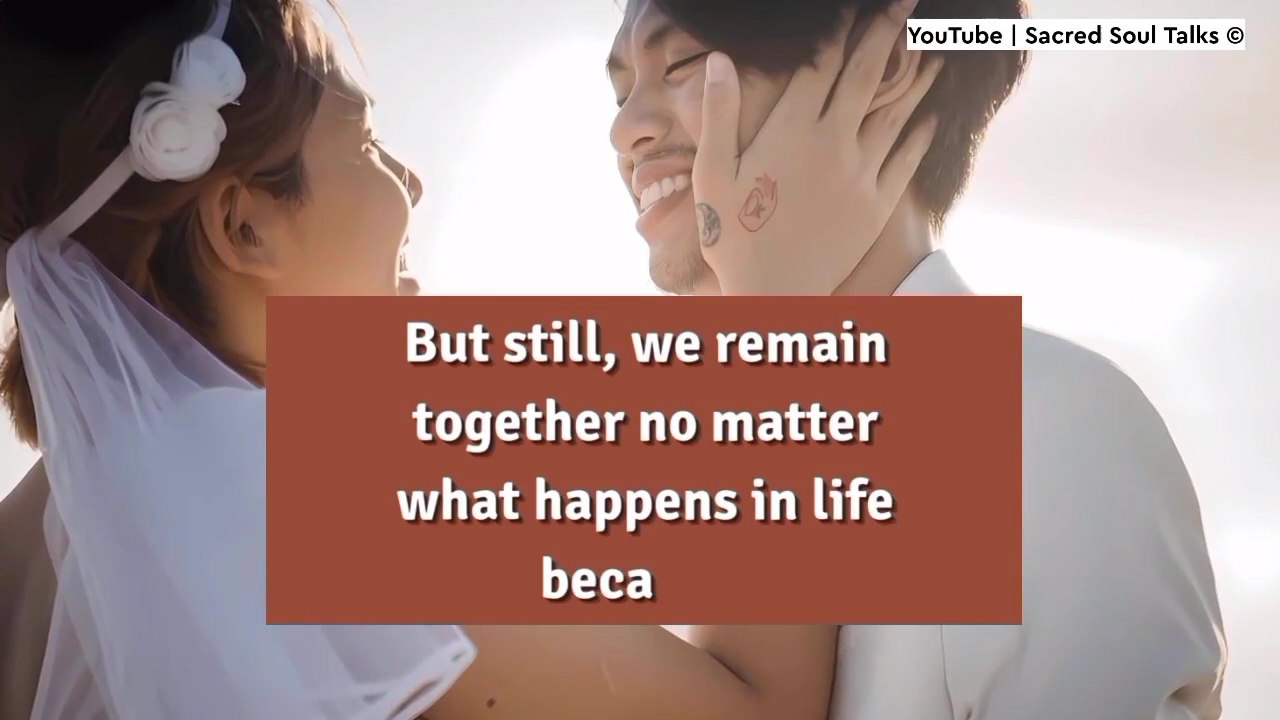 YouTube | Sacred Soul Talks ©
But still, we remain
together no matter
what happens in life
beca